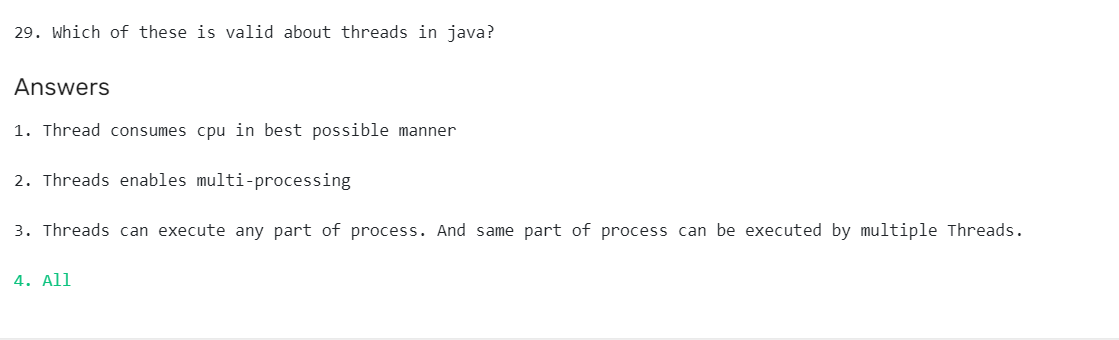 29. Which of these is valid about threads in java?
Answers
1. Thread consumes cpu in best possible manner
2. Threads enables multi-processing
3. Threads can execute any part of process. And same part of process can be executed by multiple Threads.
4. All